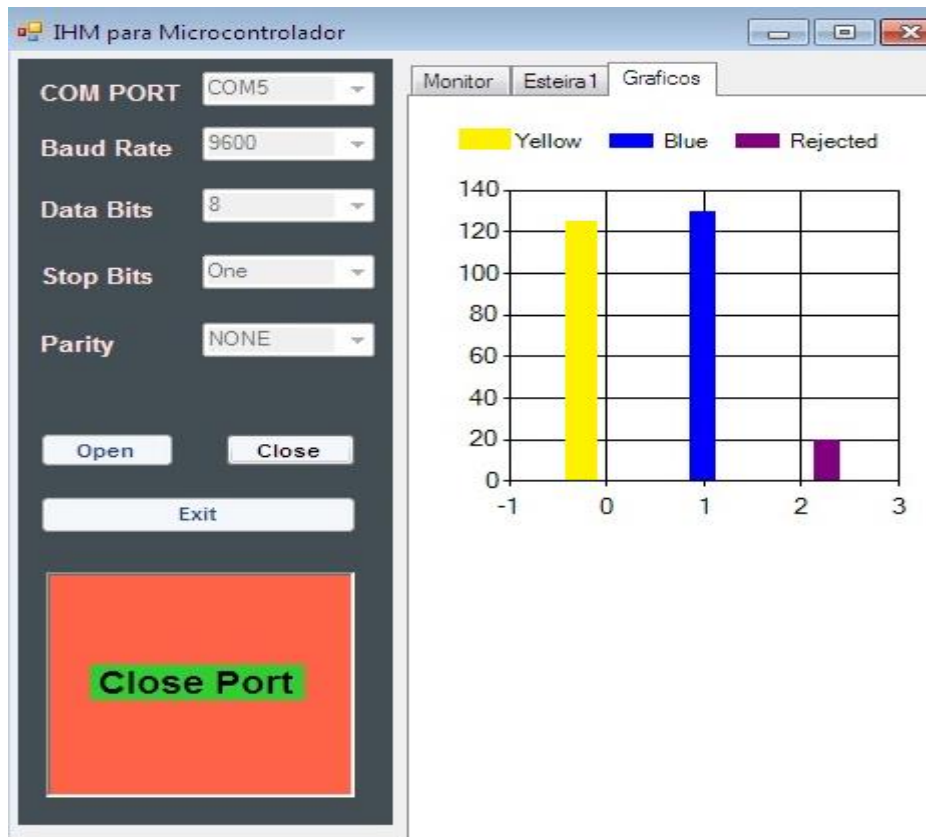 IHM para Microcontrolador
COM PORT COM5
Baud Rate 9600
Data Bits 8
Stop Bits One
Parity NONE
Open Close
Exit
Close Port
Monitor Esteira1 Graficos
Yellow Blue Rejected
140
120
100
80
60
40
20
0
-1 0 1 2 3